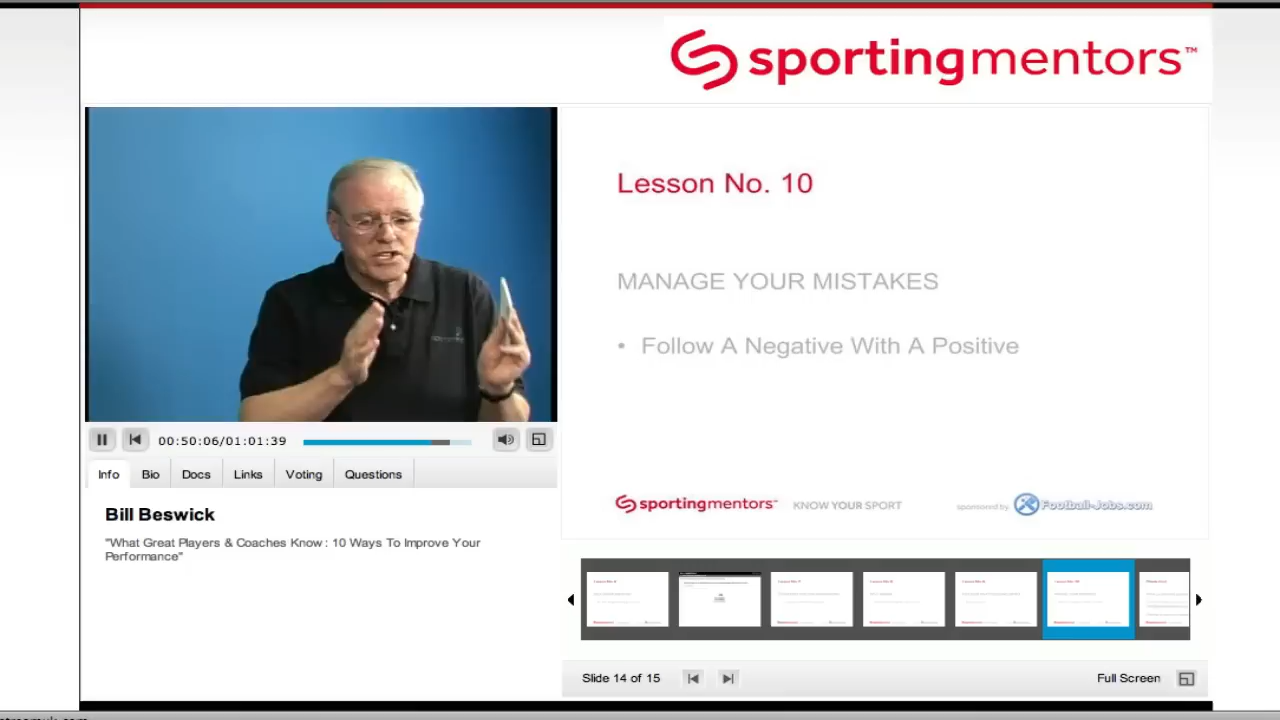 sportingmentors™
Lesson No. 10
MANAGE YOUR MISTAKES
• Follow A Negative With A Positive
00:50:06/01:01:39
Info Bio Docs Links Voting Questions
Bill Beswick
"What Great Players & Coaches Know : 10 Ways To Improve Your
Performance"
sportingmentors™ KNOW YOUR SPORT sponsored by Football-Jobs.com
Slide 14 of 15
Full Screen